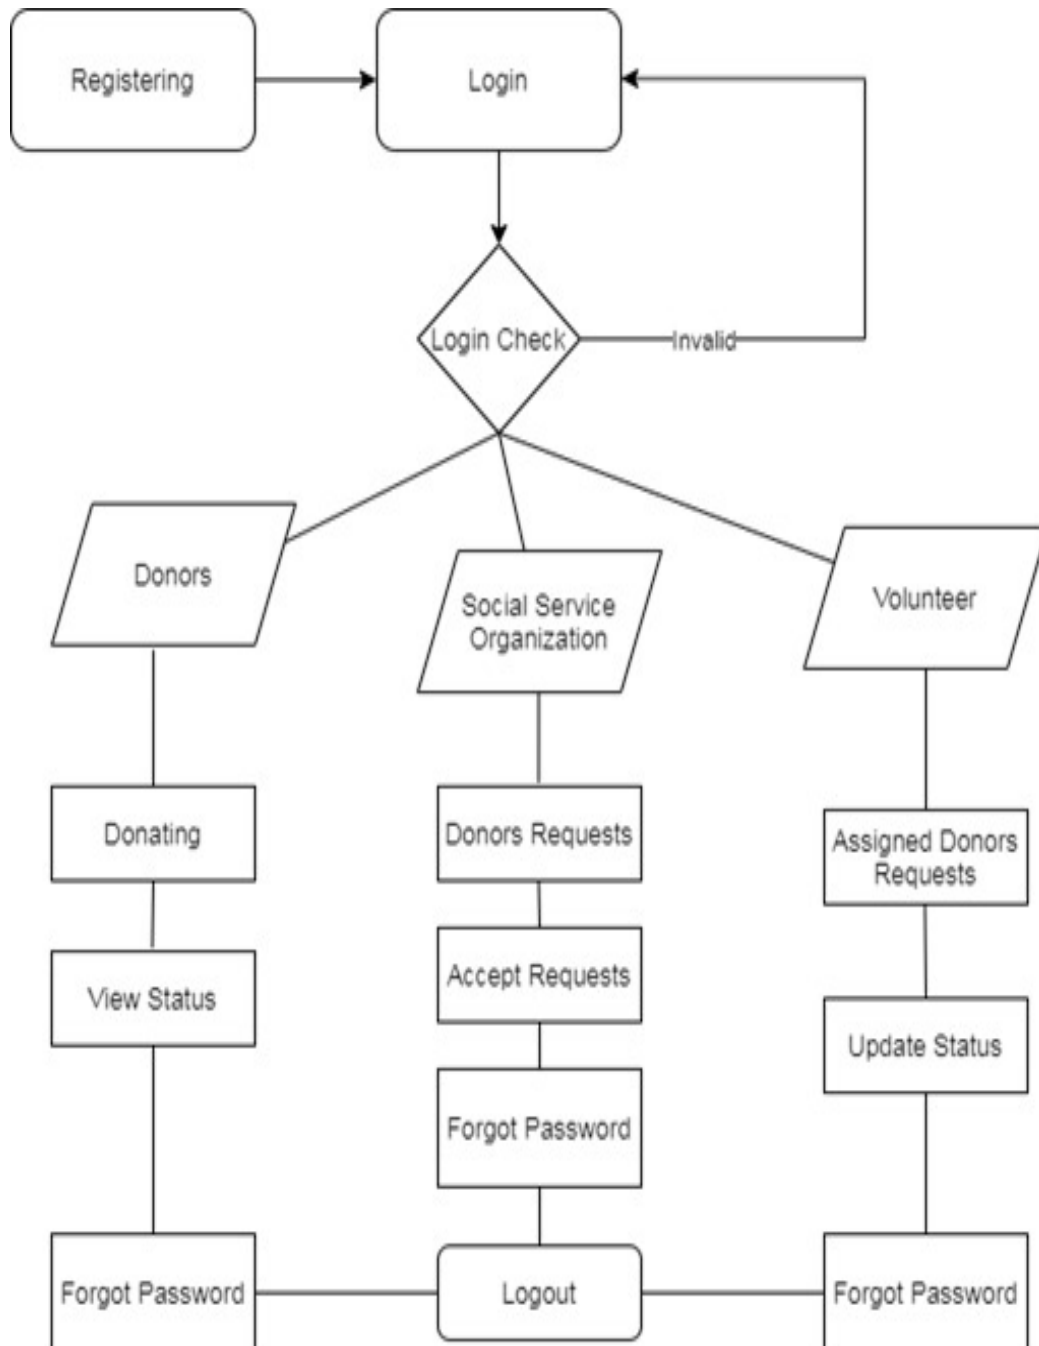 Registering
Login
Login Check
Invalid
Donors
Social Service
Organization
Volunteer
Donating
Donors Requests
Assigned Donors
Requests
View Status
Accept Requests
Update Status
Forgot Password
Forgot Password
Logout
Forgot Password